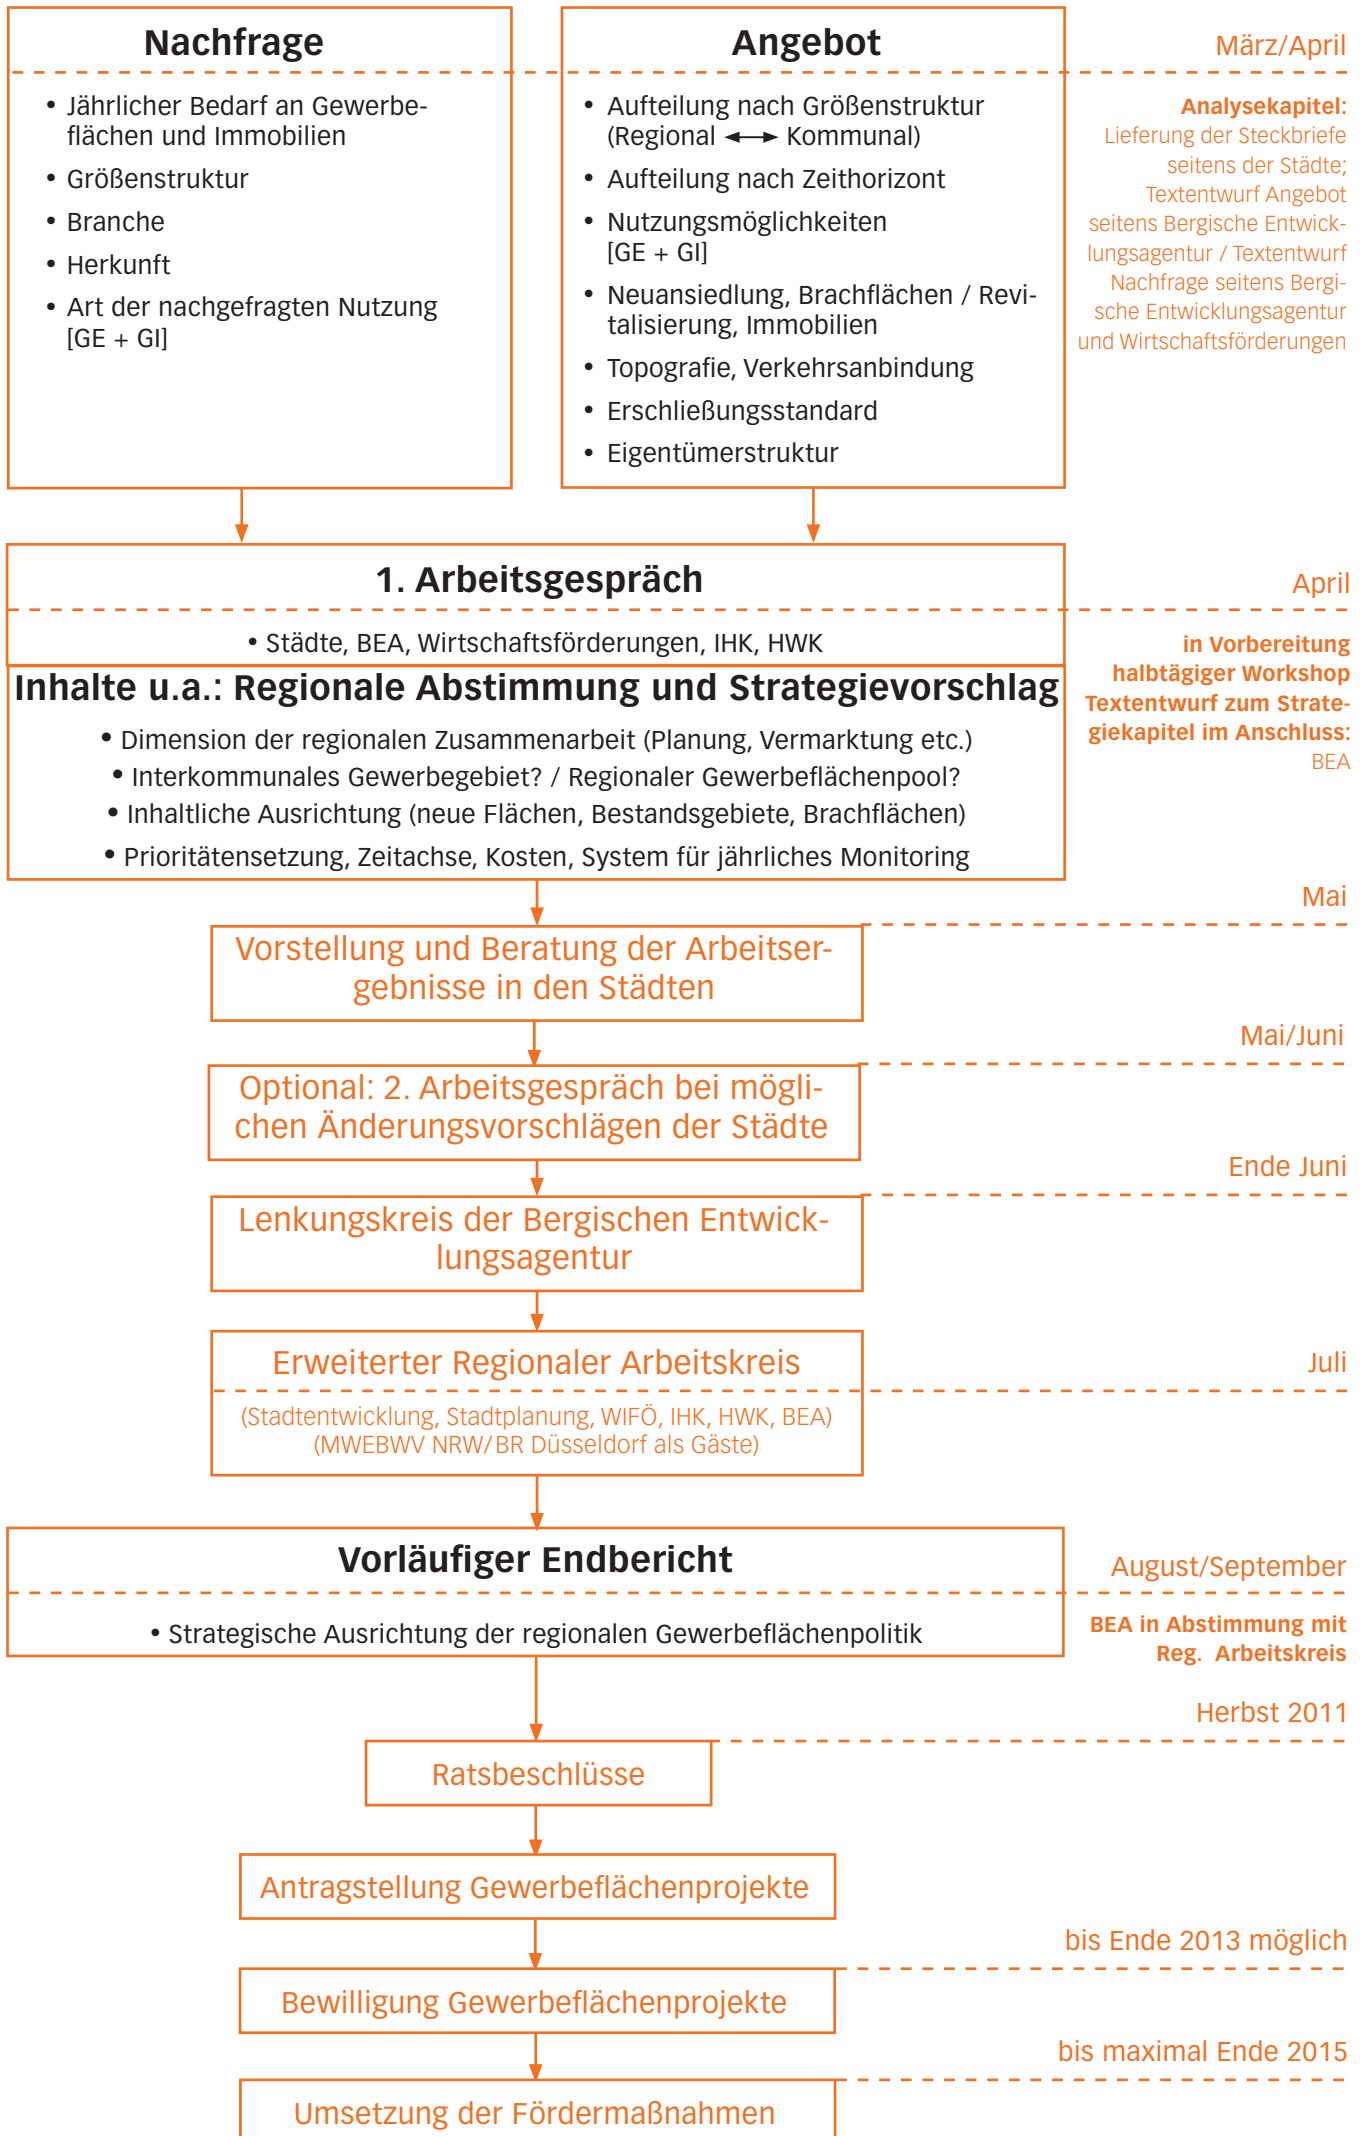 Nachfrage
• Jährlicher Bedarf an Gewerbe-
flächen und Immobilien
• Größenstruktur
• Branche
• Herkunft
• Art der nachgefragten Nutzung
[GE + GI]
Angebot
• Aufteilung nach Größenstruktur
(Regional ↔ Kommunal)
• Aufteilung nach Zeithorizont
• Nutzungsmöglichkeiten
[GE + GI]
• Neuansiedlung, Brachflächen / Revi-
talisierung, Immobilien
• Topografie, Verkehrsanbindung
• Erschließungsstandard
• Eigentümerstruktur
März/April
Analysekapitel:
Lieferung der Steckbriefe
seitens der Städte;
Textentwurf Angebot
seitens Bergische Entwick-
lungsagentur / Textentwurf
Nachfrage seitens Bergi-
sche Entwicklungsagentur
und Wirtschaftsförderungen
1. Arbeitsgespräch
• Städte, BEA, Wirtschaftsförderungen, IHK, HWK
Inhalte u.a.: Regionale Abstimmung und Strategievorschlag
• Dimension der regionalen Zusammenarbeit (Planung, Vermarktung etc.)
• Interkommunales Gewerbegebiet? / Regionaler Gewerbeflächenpool?
• Inhaltliche Ausrichtung (neue Flächen, Bestandsgebiete, Brachflächen)
• Prioritätensetzung, Zeitachse, Kosten, System für jährliches Monitoring
April
in Vorbereitung
halbtägiger Workshop
Textentwurf zum Strate-
giekapitel im Anschluss:
BEA
Mai
Vorstellung und Beratung der Arbeitser-
gebnisse in den Städten
Mai/Juni
Optional: 2. Arbeitsgespräch bei mögli-
chen Änderungsvorschlägen der Städte
Ende Juni
Lenkungskreis der Bergischen Entwick-
lungsagentur
Erweiterter Regionaler Arbeitskreis
(Stadtentwicklung, Stadtplanung, WIFÖ, IHK, HWK, BEA)
(MWEBWV NRW/BR Düsseldorf als Gäste)
Juli
Vorläufiger Endbericht
• Strategische Ausrichtung der regionalen Gewerbeflächenpolitik
August/September
BEA in Abstimmung mit
Reg. Arbeitskreis
Herbst 2011
Ratsbeschlüsse
Antragstellung Gewerbeflächenprojekte
bis Ende 2013 möglich
Bewilligung Gewerbeflächenprojekte
bis maximal Ende 2015
Umsetzung der Fördermaßnahmen